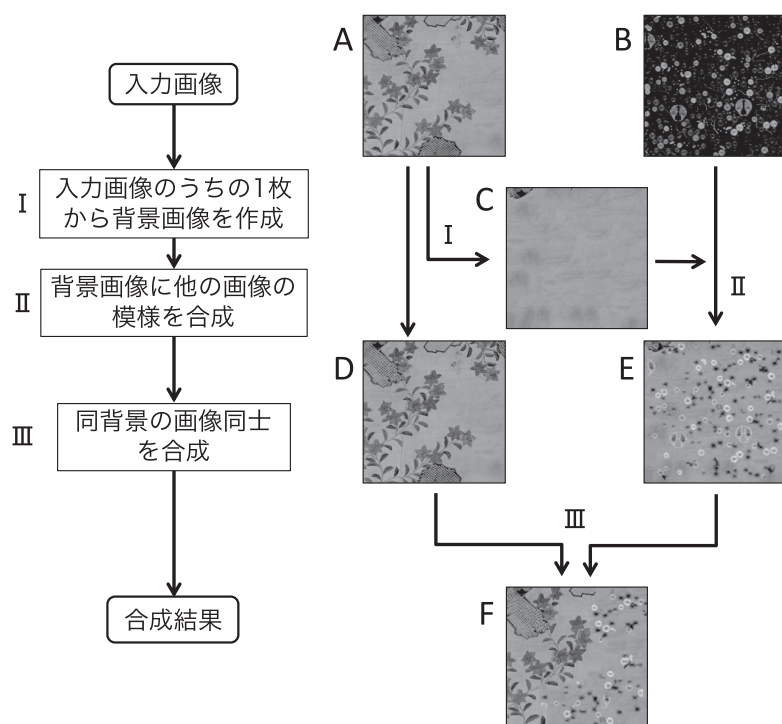 入力画像
Ⅰ
入力画像のうちの1枚
から背景画像を作成
Ⅱ
背景画像に他の画像の
模様を合成
Ⅲ
同背景の画像同士
を合成
合成結果
A
B
Ⅰ
C
Ⅱ
D
E
Ⅲ
F